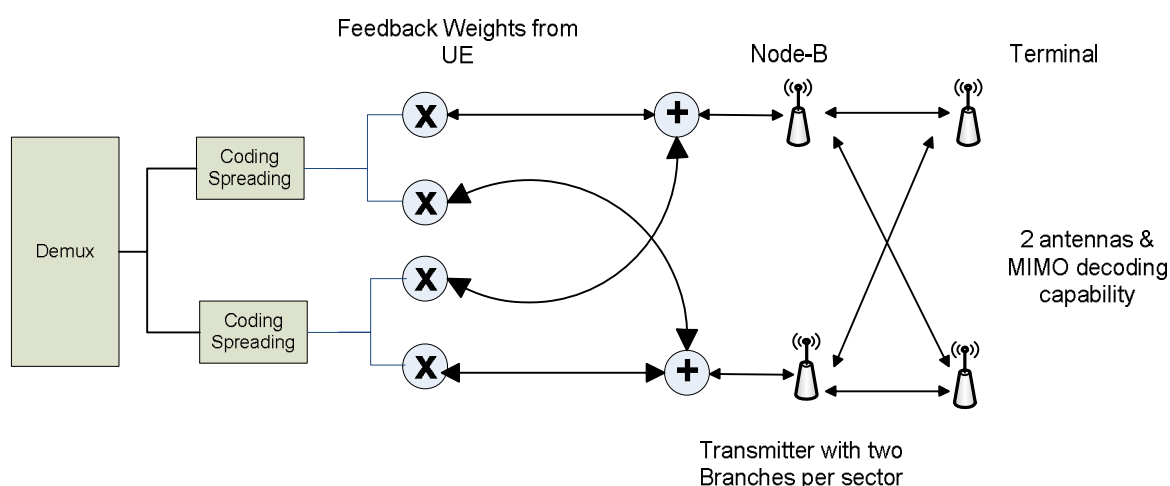 Feedback Weights from
UE
Node-B
Terminal
Demux
Coding
Spreading
Coding
Spreading
X
X
X
X
+
+
2 antennas &
MIMO decoding
capability
Transmitter with two
Branches per sector